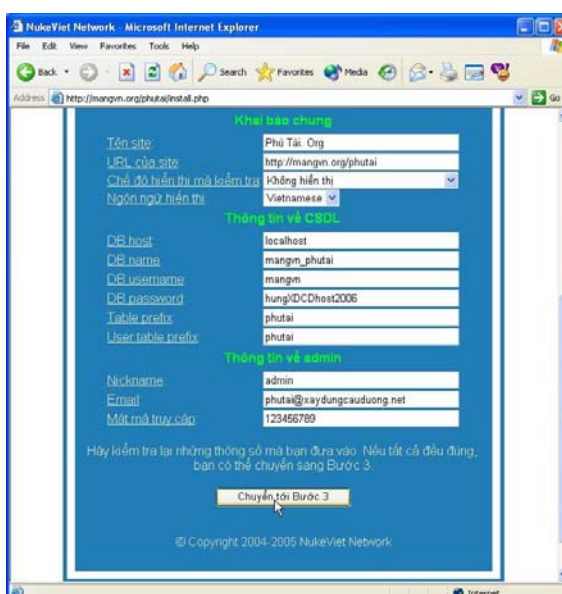 NukeViet Network - Microsoft Internet Explorer
File Edit View Favorites Tools Help
Back Search Favorites Media
Address http://mangvn.org/phutai/install.php Go
Khai báo chung
Tên site: Phú Tài. Org
URL của site: http://mangvn.org/phutai
Chế độ hiển thị mã kiểm tra: Không hiển thị
Ngôn ngữ hiển thị: Vietnamese
Thông tin về CSDL
DB host: localhost
DB name: mangvn_phutai
DB username: mangvn
DB password: hungXDCDhost2006
Table prefix: phutai
User table prefix: phutai
Thông tin về admin
Nickname: admin
Email: phutai@xaydungcauduong.net
Mật mã truy cập: 123456789
Hãy kiểm tra lại những thông số mà bạn đưa vào. Nếu tất cả đều đúng,
bạn có thể chuyển sang Bước 3.
Chuyển tới Bước 3
© Copyright 2004-2005 NukeViet Network
Internet